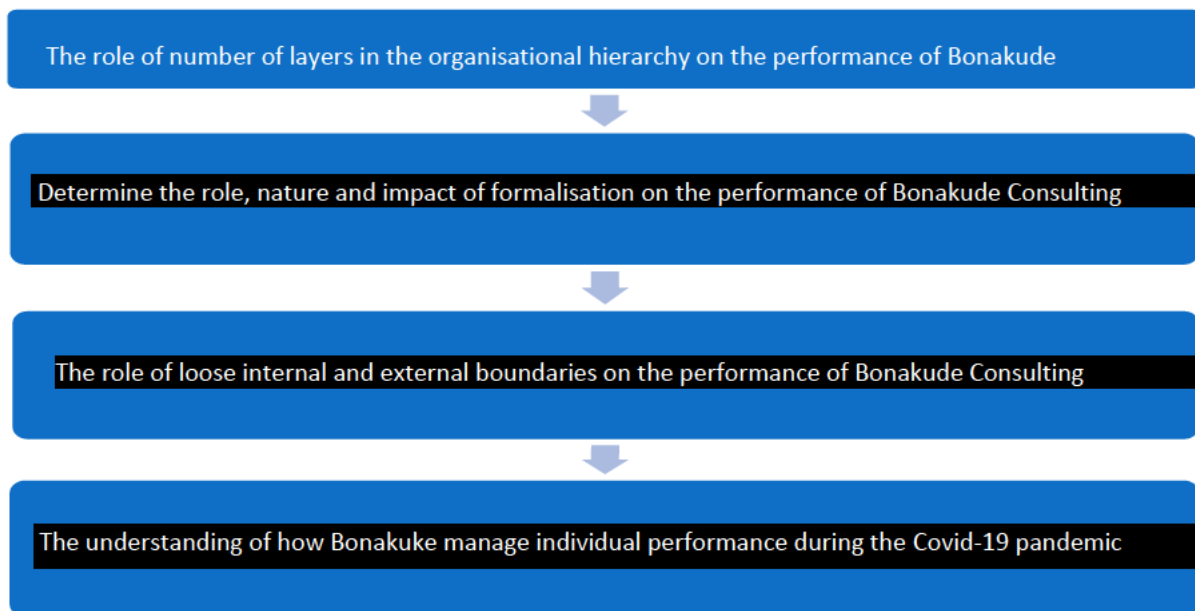 The role of number of layers in the organisational hierarchy on the performance of Bonakude
Determine the role, nature and impact of formalisation on the performance of Bonakude Consulting
The role of loose internal and external boundaries on the performance of Bonakude Consulting
The understanding of how Bonakuke manage individual performance during the Covid-19 pandemic